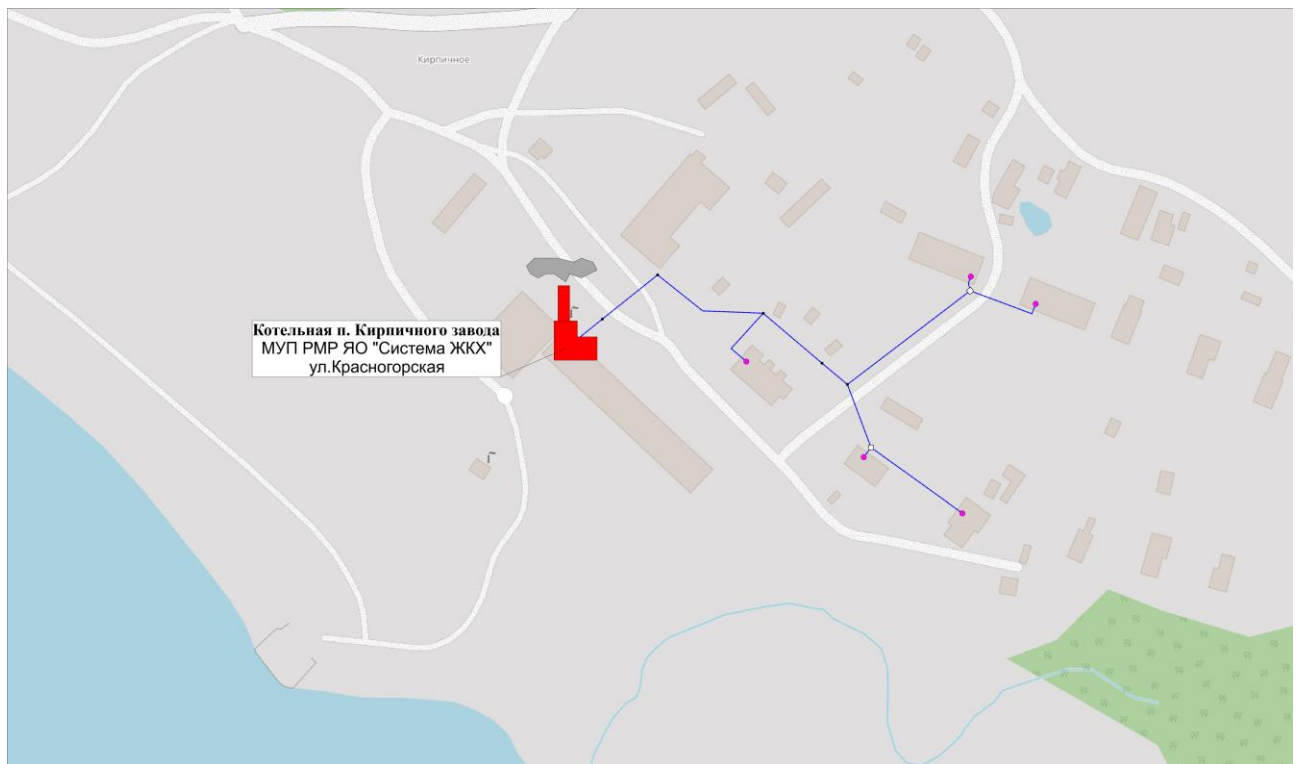 Кирпичное
Котельная п. Кирпичного завода
МУП РМР ЯО "Система ЖКХ"
ул.Красногорская